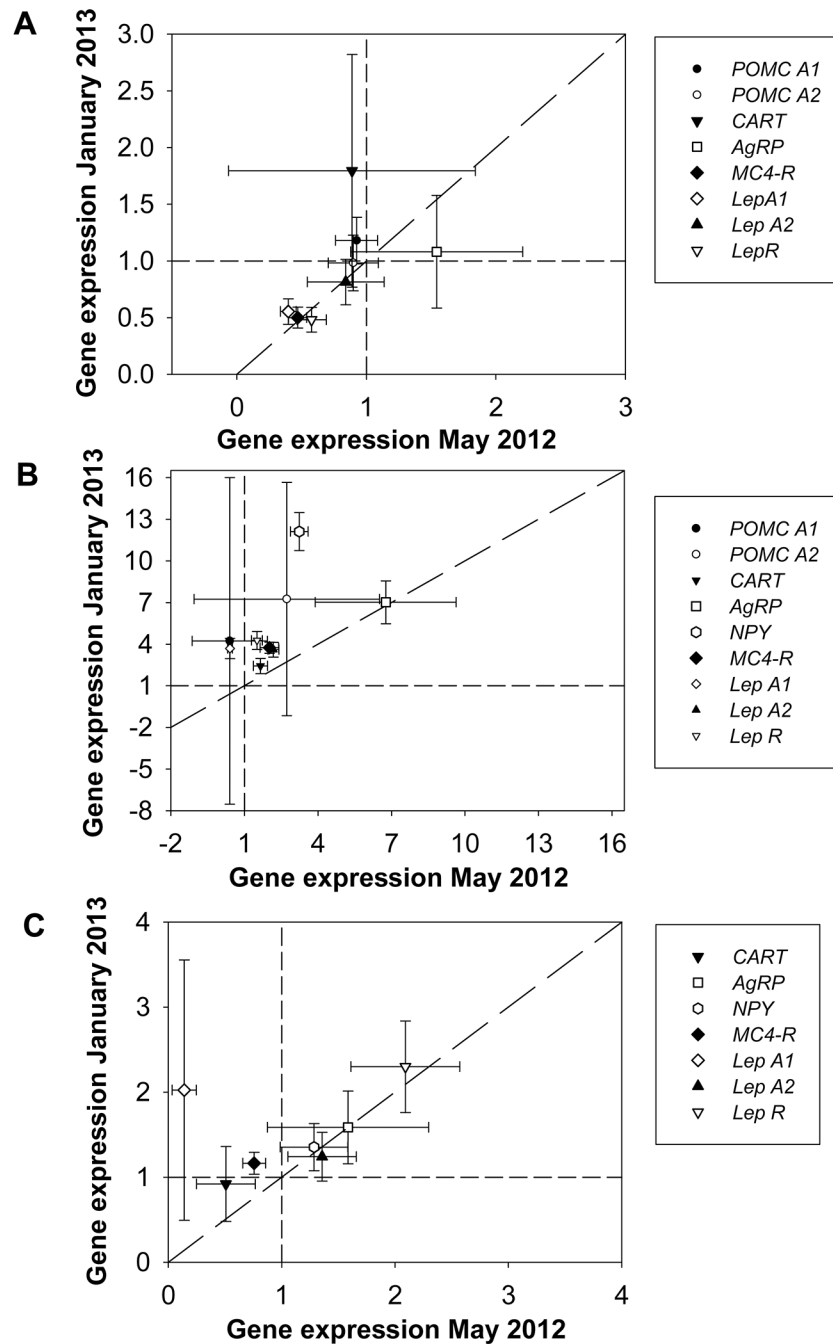 A
Gene expression January 2013
3.0
2.5
2.0
1.5
1.0
0.5
0.0
0 1 2 3
Gene expression May 2012
POMC A1
POMC A2
CART
AgRP
MC4-R
LepA1
Lep A2
LepR
B
Gene expression January 2013
16
13
10
7
4
1
-2
-5
-8
-2 1 4 7 10 13 16
Gene expression May 2012
POMC A1
POMC A2
CART
AgRP
NPY
MC4-R
Lep A1
Lep A2
Lep R
C
Gene expression January 2013
4
3
2
1
0
0 1 2 3 4
Gene expression May 2012
CART
AgRP
NPY
MC4-R
Lep A1
Lep A2
Lep R